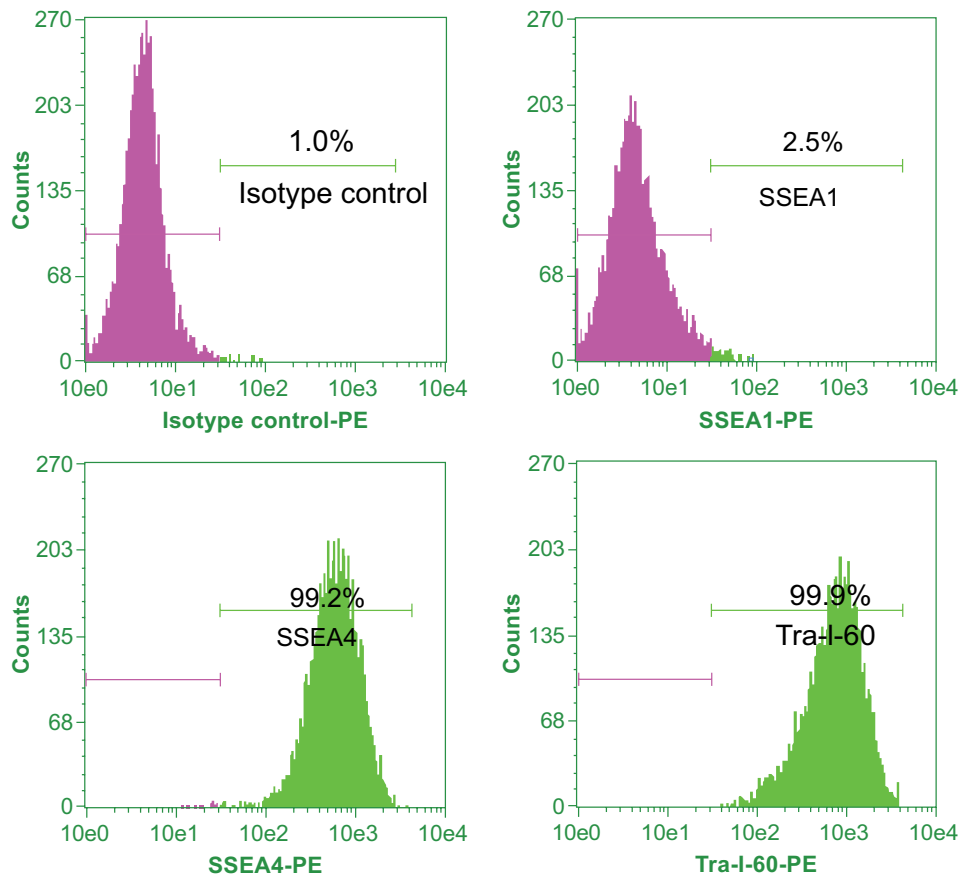 270
203
135
68
0
Counts
1.0%
Isotype control
10e0 10e1 10e2 10e3 10e4
Isotype control-PE
270
203
135
68
0
Counts
2.5%
SSEA1
10e0 10e1 10e2 10e3 10e4
SSEA1-PE
270
203
135
68
0
Counts
99.2%
SSEA4
10e0 10e1 10e2 10e3 10e4
SSEA4-PE
270
203
135
68
0
Counts
99.9%
Tra-I-60
10e0 10e1 10e2 10e3 10e4
Tra-I-60-PE